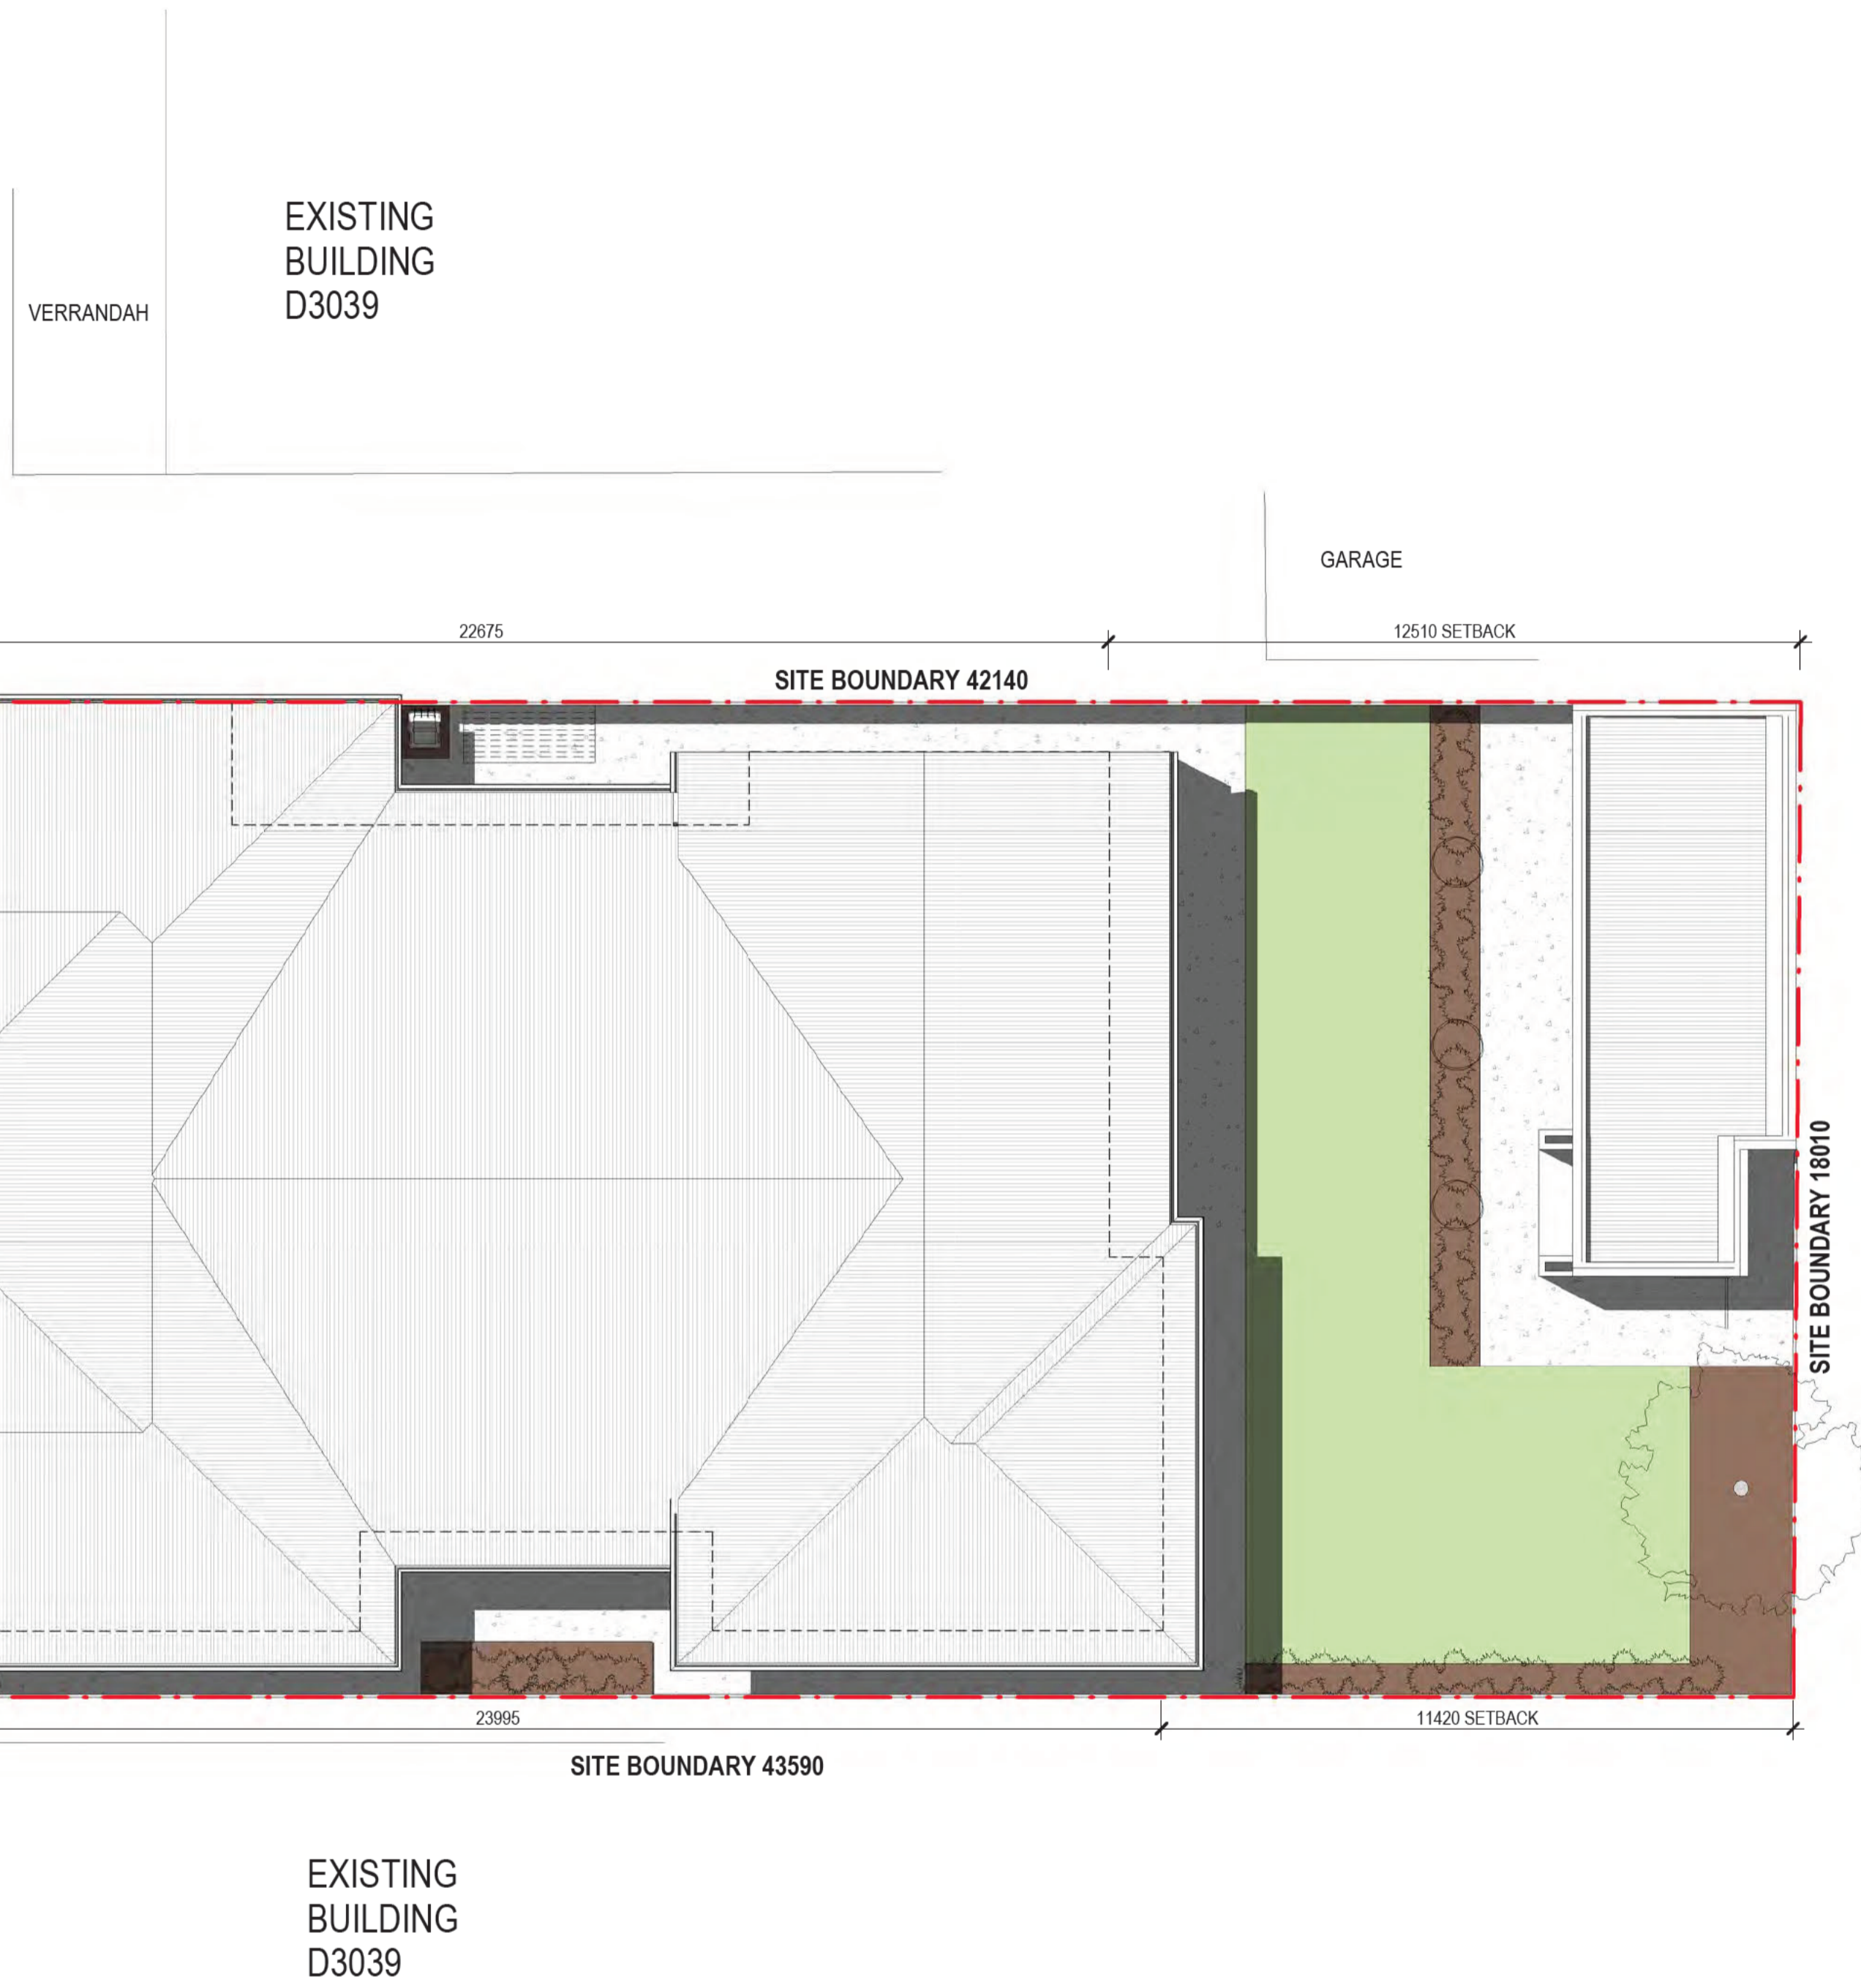 EXISTING
BUILDING
D3039
VERRANDAH
GARAGE
22675
12510 SETBACK
SITE BOUNDARY 42140
SITE BOUNDARY 18010
23995
11420 SETBACK
SITE BOUNDARY 43590
EXISTING
BUILDING
D3039